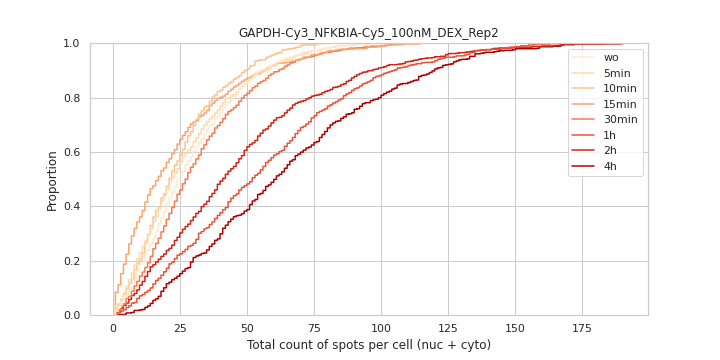 GAPDH-Cy3_NFKBIA-Cy5_100nM_DEX_Rep2
Proportion
1.0
0.8
0.6
0.4
0.2
0.0
wo
5min
10min
15min
30min
1h
2h
4h
0 25 50 75 100 125 150 175
Total count of spots per cell (nuc + cyto)